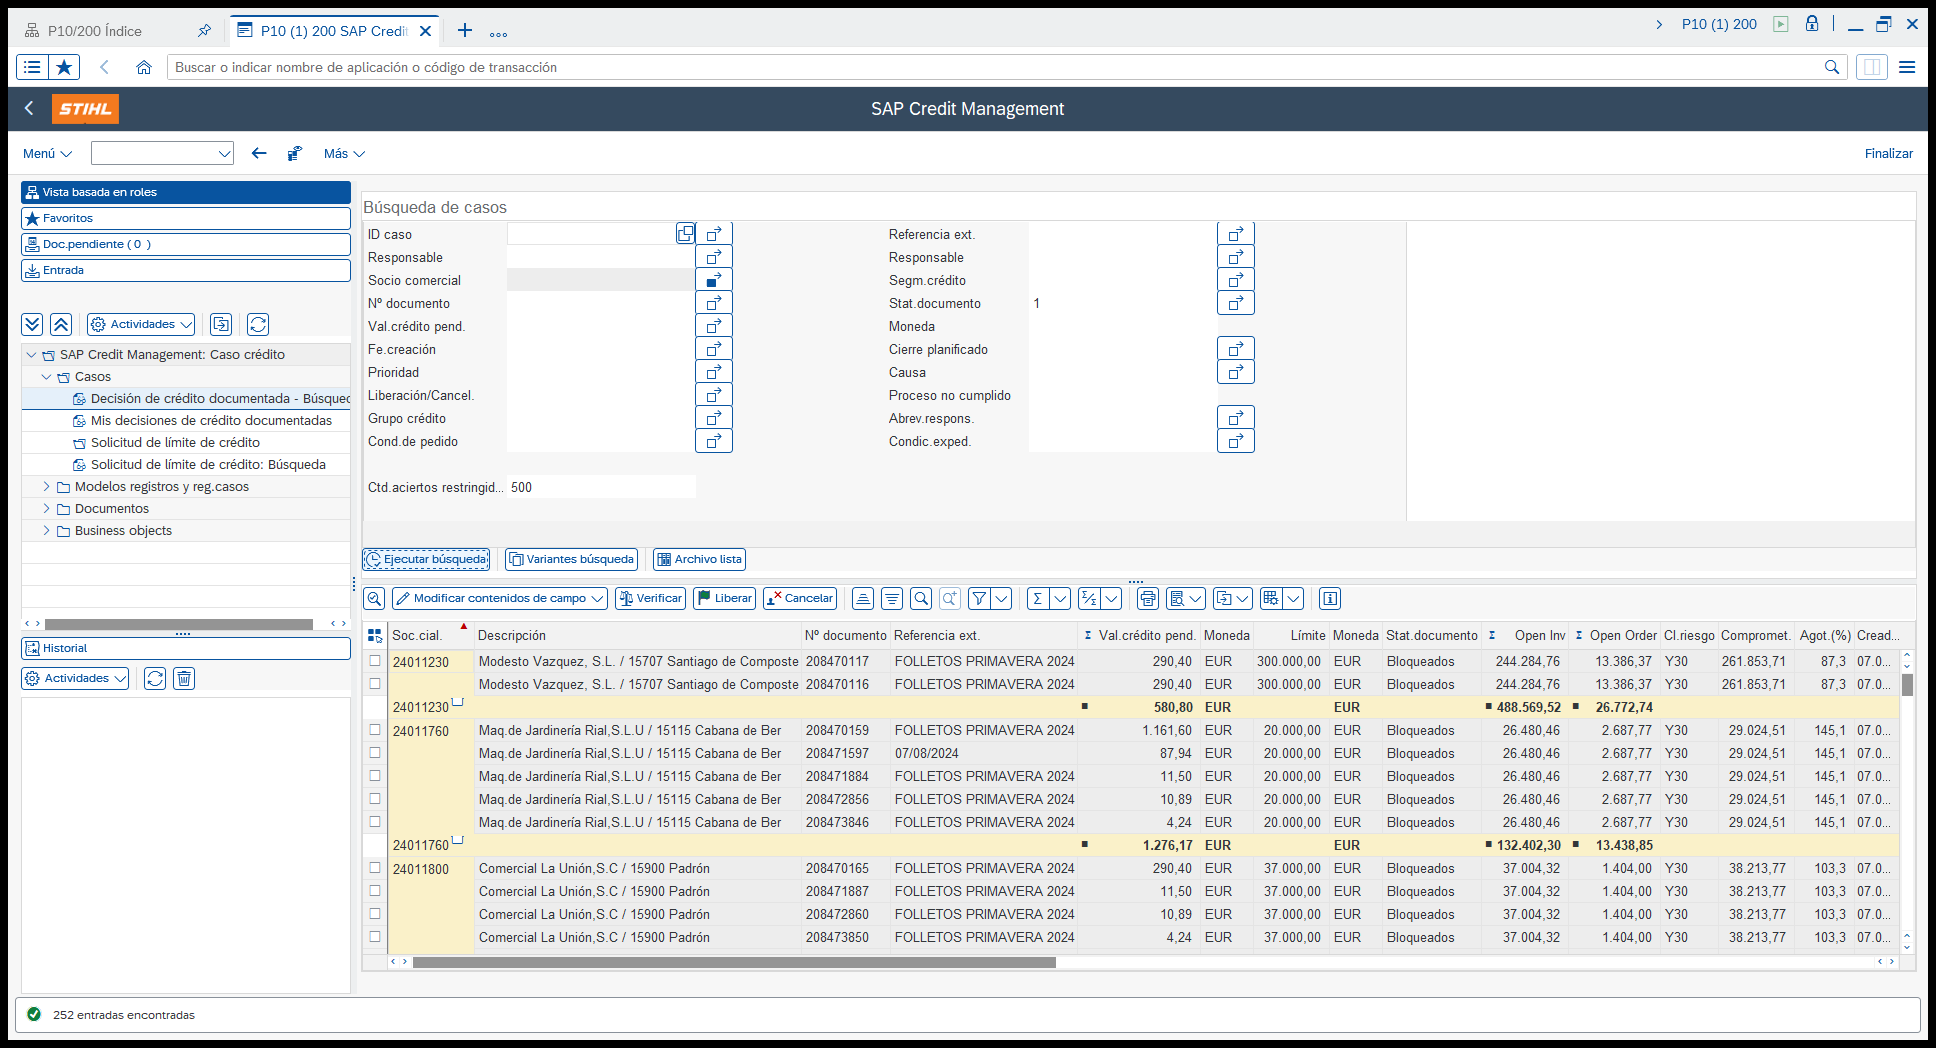 P10/200 Índice
P10 (1) 200 SAP Credit
P10 (1) 200
Buscar o indicar nombre de aplicación o código de transacción
STIHL
SAP Credit Management
Menú
Más
Finalizar
Vista basada en roles
Favoritos
Doc.pendiente ( 0 )
Entrada
Actividades
SAP Credit Management: Caso crédito
Casos
Decisión de crédito documentada - Búsquec
Mis decisiones de crédito documentadas
Solicitud de límite de crédito
Solicitud de límite de crédito: Búsqueda
Modelos registros y reg.casos
Documentos
Business objects
Historial
Actividades
Búsqueda de casos
ID caso Referencia ext.
Responsable Responsable
Socio comercial Segm.crédito
Nº documento Stat.documento 1
Val.crédito pend. Moneda
Fe.creación Cierre planificado
Prioridad Causa
Liberación/Cancel. Proceso no cumplido
Grupo crédito Abrev.respons.
Cond.de pedido Condic.exped.
Ctd.aciertos restringid... 500
Ejecutar búsqueda Variantes búsqueda Archivo lista
Modificar contenidos de campo Verificar Liberar Cancelar
Soc.cial. Descripción Nº documento Referencia ext. Σ Val.crédito pend. Moneda Límite Moneda Stat.documento Σ Open Inv Σ Open Order Cl.riesgo Compromet. Agot.(%) Cread...
24011230 Modesto Vazquez, S.L. / 15707 Santiago de Composte 208470117 FOLLETOS PRIMAVERA 2024 290,40 EUR 300.000,00 EUR Bloqueados 244.284,76 13.386,37 Y30 261.853,71 87,3 07.0...
Modesto Vazquez, S.L. / 15707 Santiago de Composte 208470116 FOLLETOS PRIMAVERA 2024 290,40 EUR 300.000,00 EUR Bloqueados 244.284,76 13.386,37 Y30 261.853,71 87,3 07.0...
24011230 580,80 EUR EUR 488.569,52 26.772,74
24011760 Maq.de Jardinería Rial,S.L.U / 15115 Cabana de Ber 208470159 FOLLETOS PRIMAVERA 2024 1.161,60 EUR 20.000,00 EUR Bloqueados 26.480,46 2.687,77 Y30 29.024,51 145,1 07.0...
Maq.de Jardinería Rial,S.L.U / 15115 Cabana de Ber 208471597 07/08/2024 87,94 EUR 20.000,00 EUR Bloqueados 26.480,46 2.687,77 Y30 29.024,51 145,1 07.0...
Maq.de Jardinería Rial,S.L.U / 15115 Cabana de Ber 208471884 FOLLETOS PRIMAVERA 2024 11,50 EUR 20.000,00 EUR Bloqueados 26.480,46 2.687,77 Y30 29.024,51 145,1 07.0...
Maq.de Jardinería Rial,S.L.U / 15115 Cabana de Ber 208472856 FOLLETOS PRIMAVERA 2024 10,89 EUR 20.000,00 EUR Bloqueados 26.480,46 2.687,77 Y30 29.024,51 145,1 07.0...
Maq.de Jardinería Rial,S.L.U / 15115 Cabana de Ber 208473846 FOLLETOS PRIMAVERA 2024 4,24 EUR 20.000,00 EUR Bloqueados 26.480,46 2.687,77 Y30 29.024,51 145,1 07.0...
24011760 1.276,17 EUR EUR 132.402,30 13.438,85
24011800 Comercial La Unión,S.C / 15900 Padrón 208470165 FOLLETOS PRIMAVERA 2024 290,40 EUR 37.000,00 EUR Bloqueados 37.004,32 1.404,00 Y30 38.213,77 103,3 07.0...
Comercial La Unión,S.C / 15900 Padrón 208471887 FOLLETOS PRIMAVERA 2024 11,50 EUR 37.000,00 EUR Bloqueados 37.004,32 1.404,00 Y30 38.213,77 103,3 07.0...
Comercial La Unión,S.C / 15900 Padrón 208472860 FOLLETOS PRIMAVERA 2024 10,89 EUR 37.000,00 EUR Bloqueados 37.004,32 1.404,00 Y30 38.213,77 103,3 07.0...
Comercial La Unión,S.C / 15900 Padrón 208473850 FOLLETOS PRIMAVERA 2024 4,24 EUR 37.000,00 EUR Bloqueados 37.004,32 1.404,00 Y30 38.213,77 103,3 07.0...
252 entradas encontradas